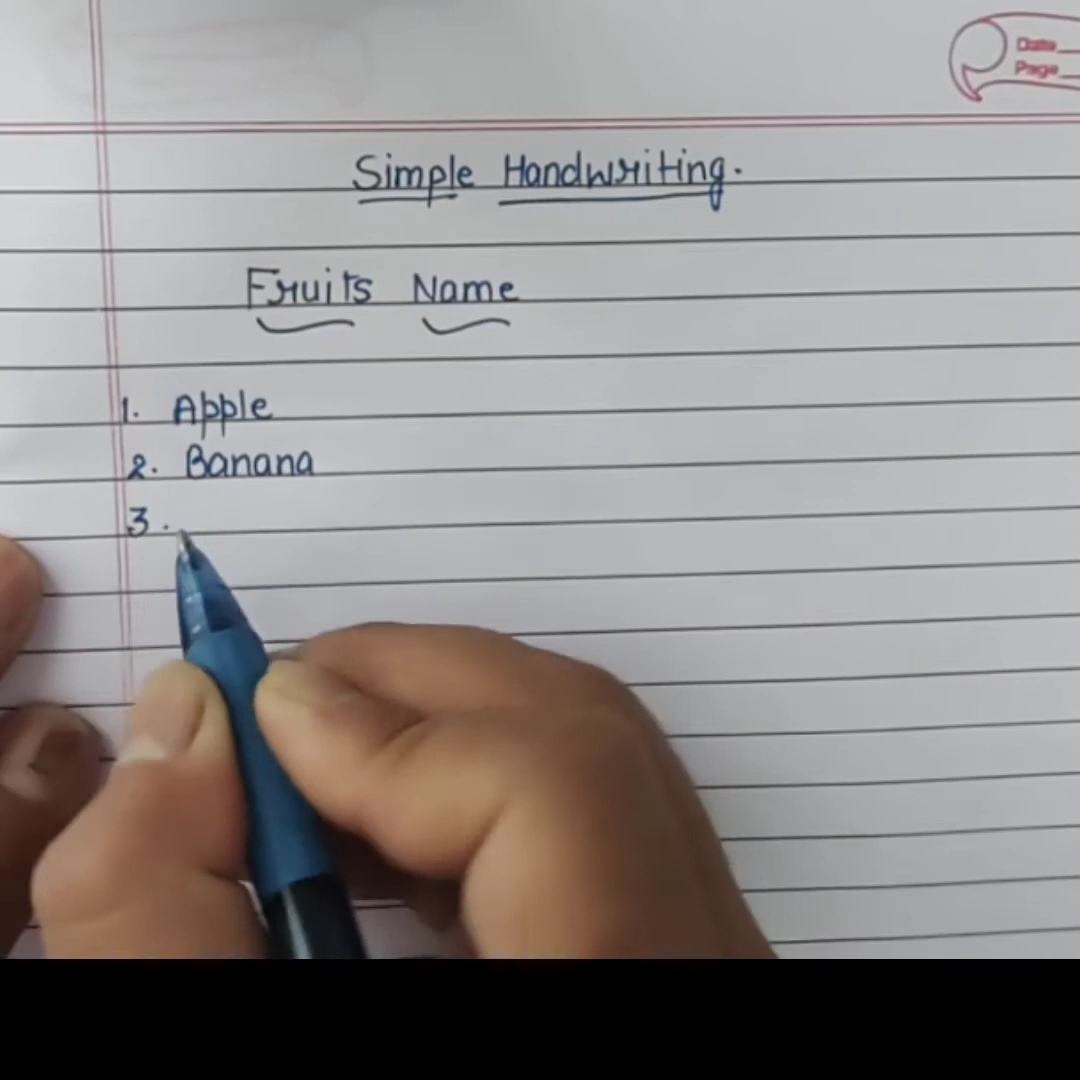 Date
Page
Simple Handwriting.
Fruits Name
1. Apple
2. Banana
3.